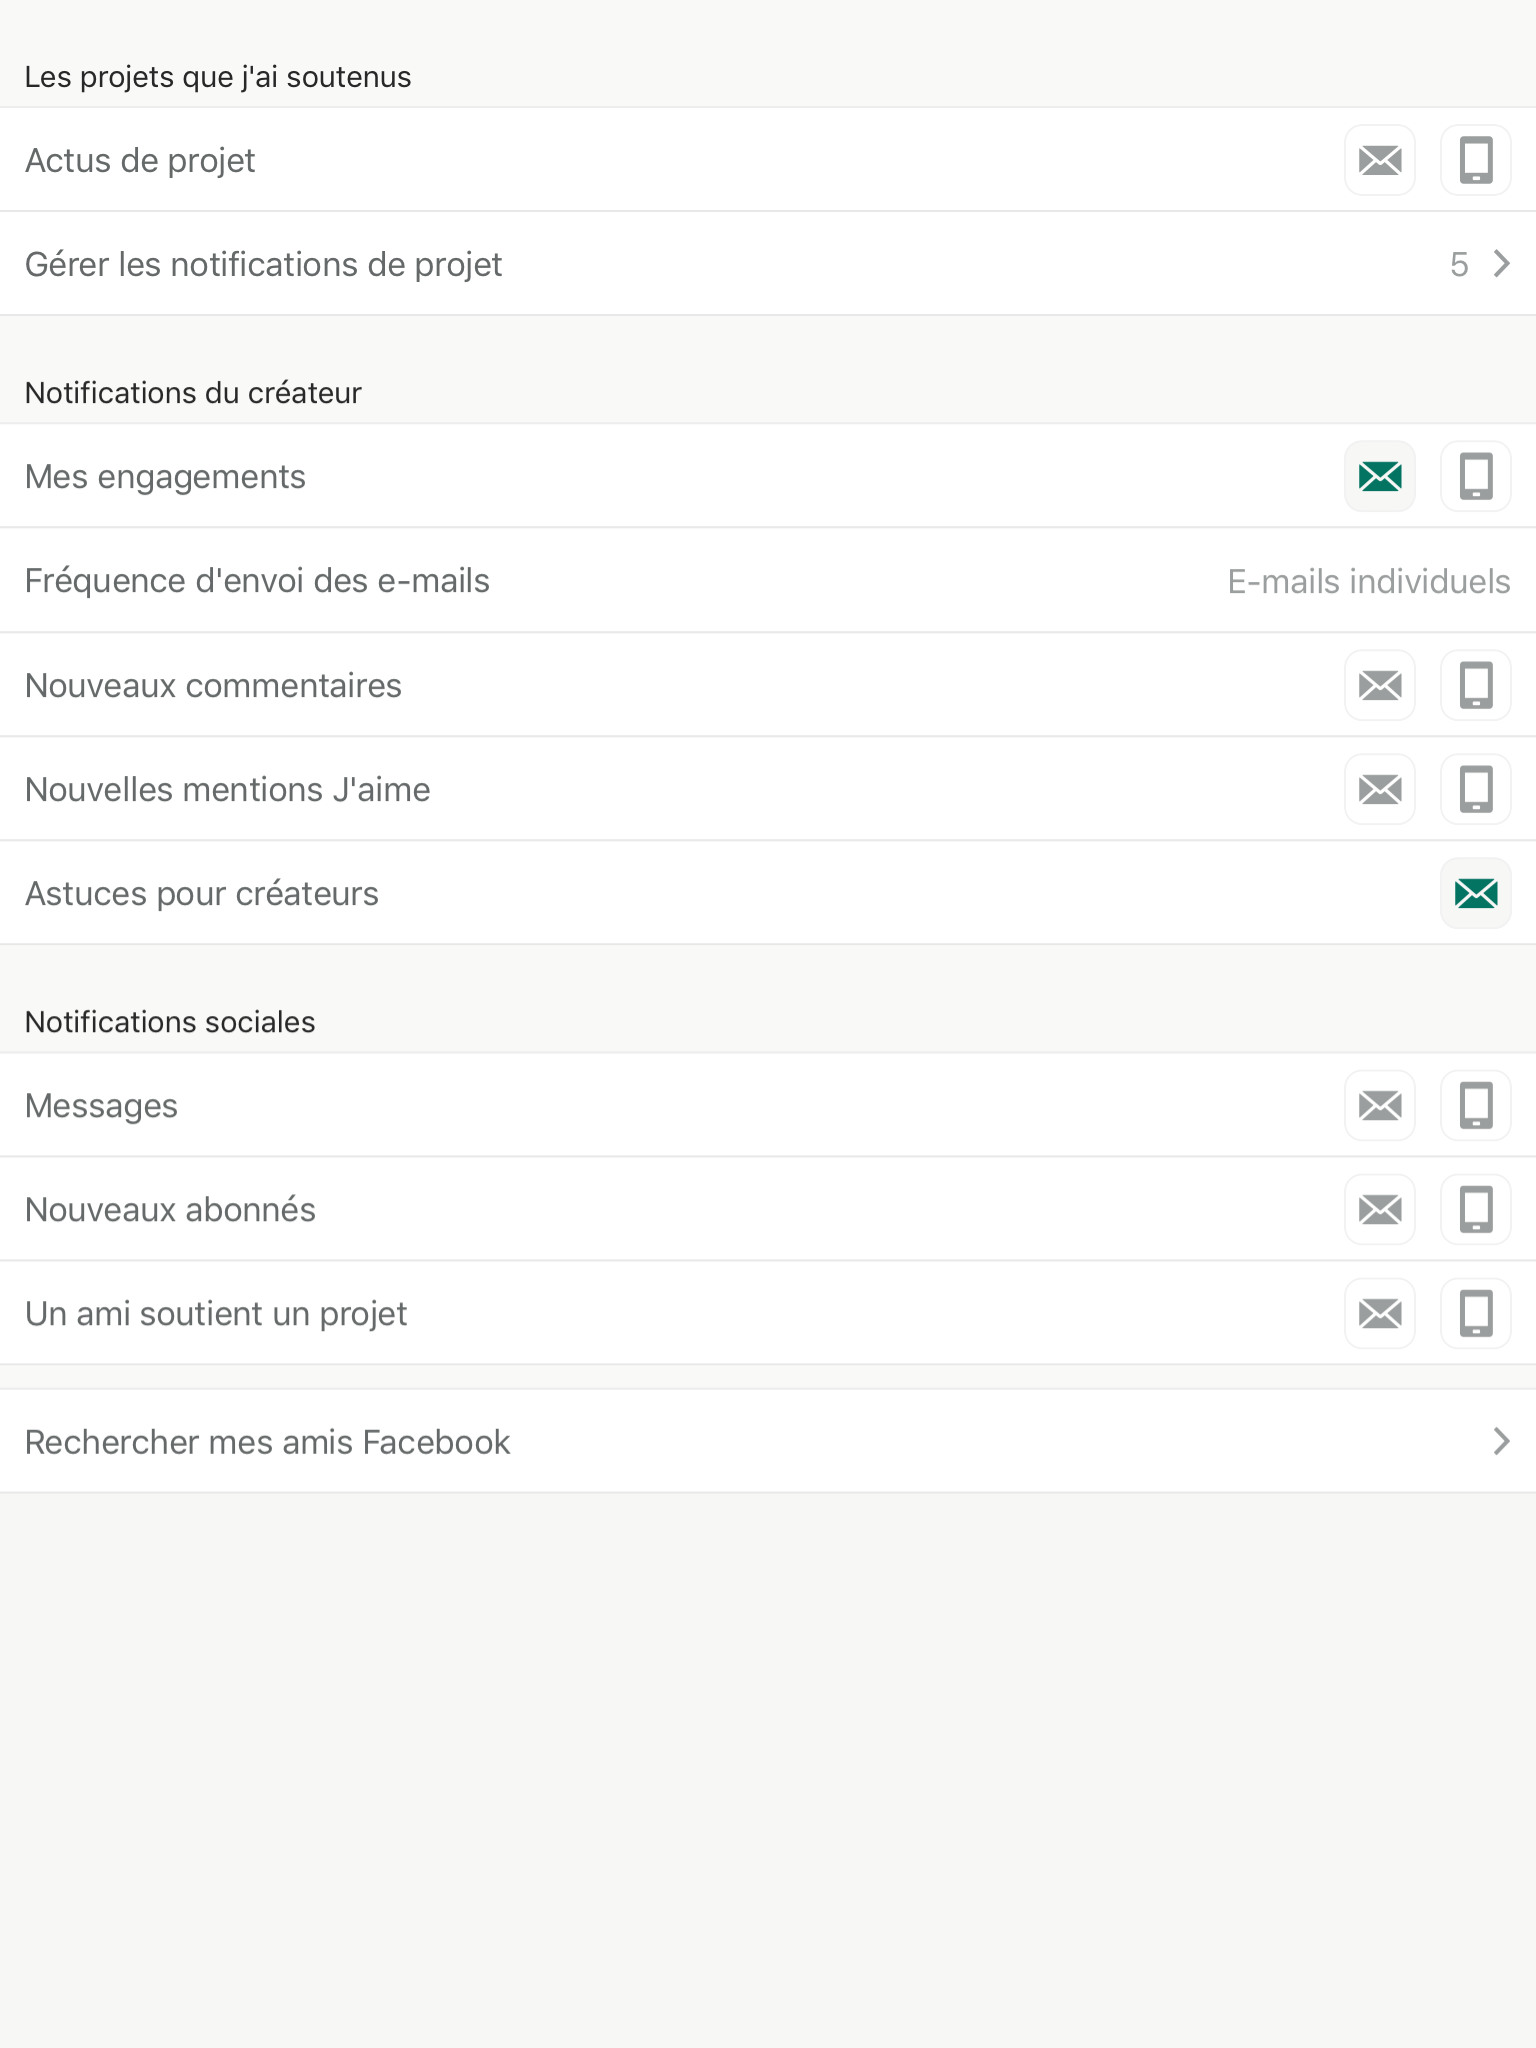 Les projets que j'ai soutenus
Actus de projet
Gérer les notifications de projet
5
Notifications du créateur
Mes engagements
Fréquence d'envoi des e-mails
E-mails individuels
Nouveaux commentaires
Nouvelles mentions J'aime
Astuces pour créateurs
Notifications sociales
Messages
Nouveaux abonnés
Un ami soutient un projet
Rechercher mes amis Facebook